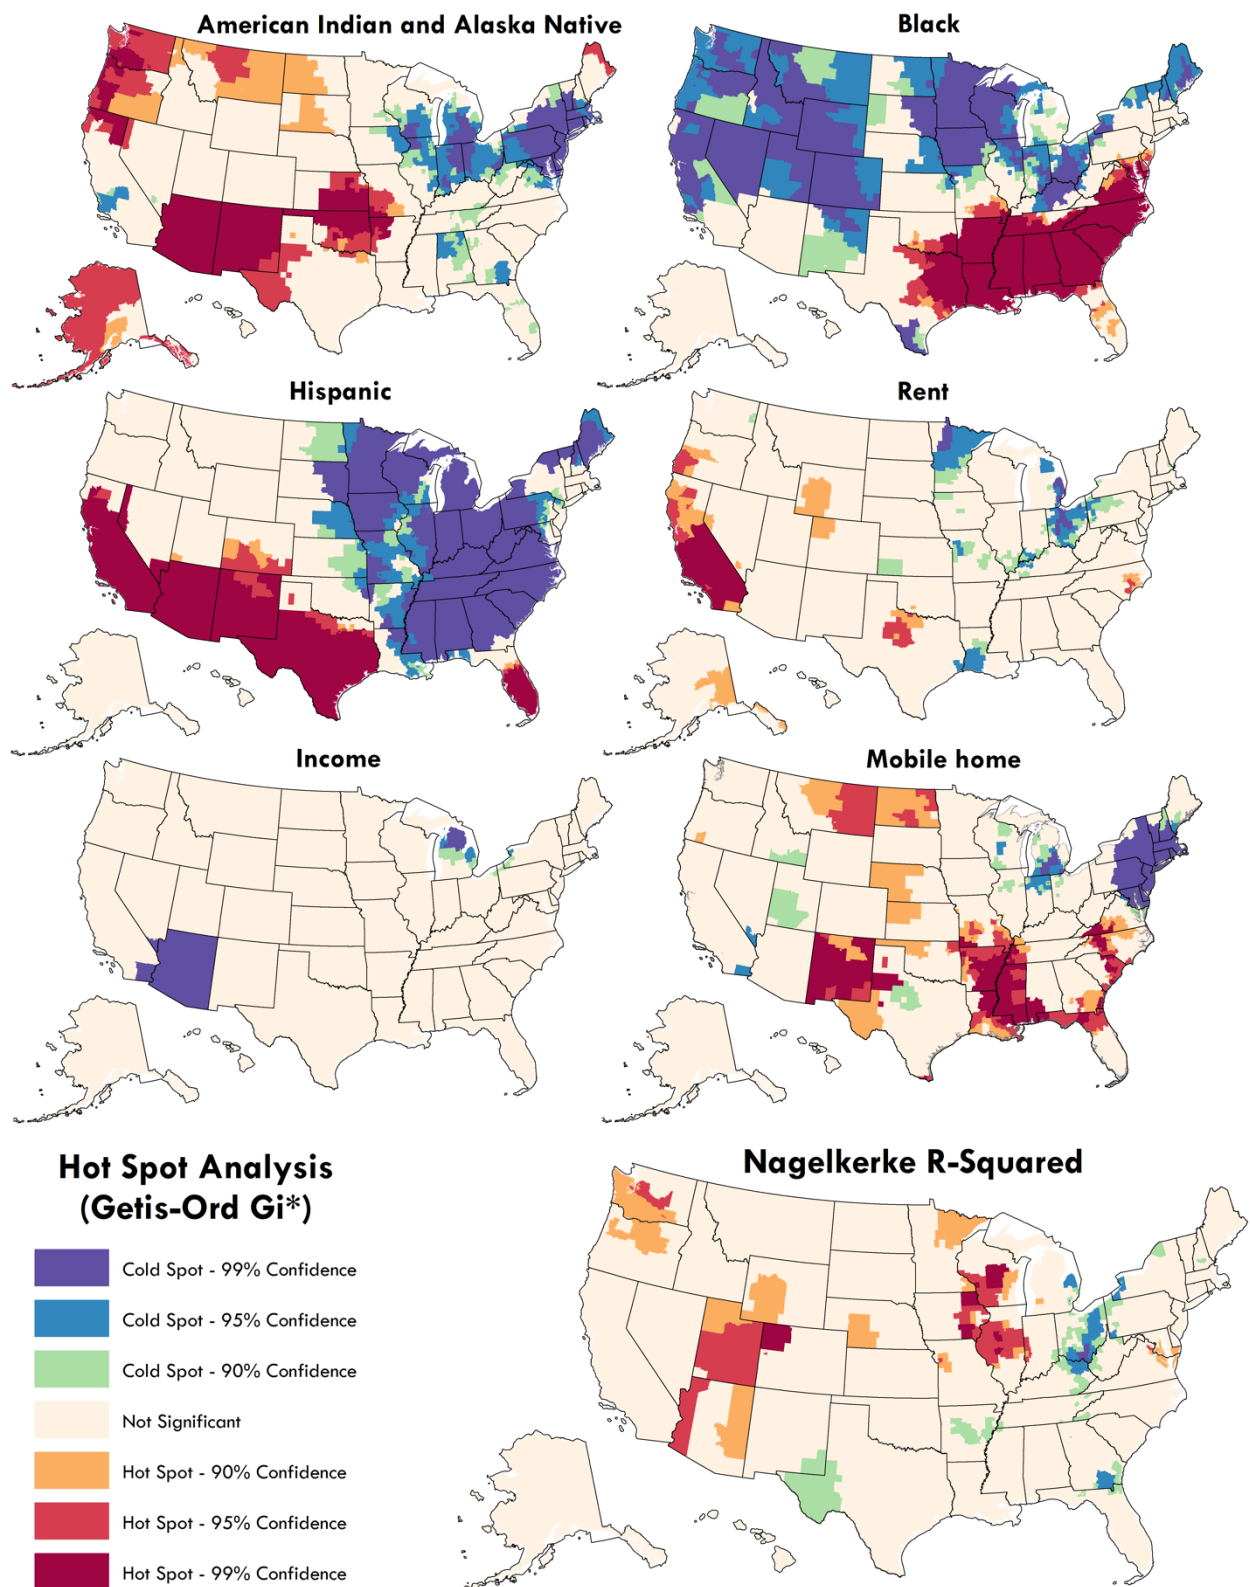 American Indian and Alaska Native
Black
Hispanic
Rent
Income
Mobile home
Hot Spot Analysis
(Getis-Ord Gi*)
Cold Spot - 99% Confidence
Cold Spot - 95% Confidence
Cold Spot - 90% Confidence
Not Significant
Hot Spot - 90% Confidence
Hot Spot - 95% Confidence
Hot Spot - 99% Confidence
Nagelkerke R-Squared